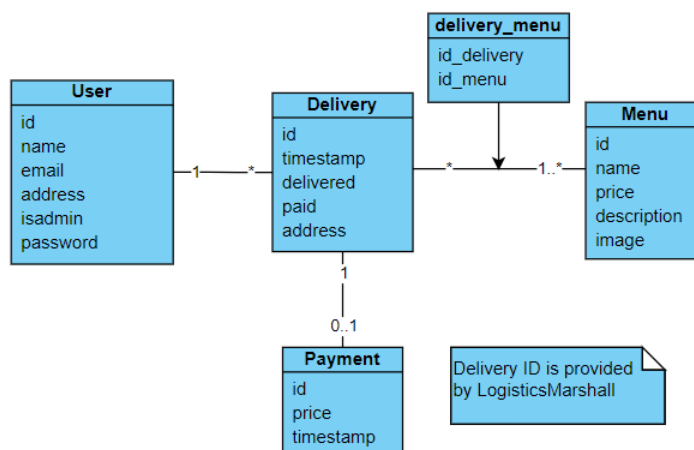 delivery_menu
id_delivery
id_menu
User
id
name
email
address
isadmin
password
1
*
Delivery
id
timestamp
delivered
paid
address
*
1..*
Menu
id
name
price
description
image
1
0..1
Payment
id
price
timestamp
Delivery ID is provided
by LogisticsMarshall